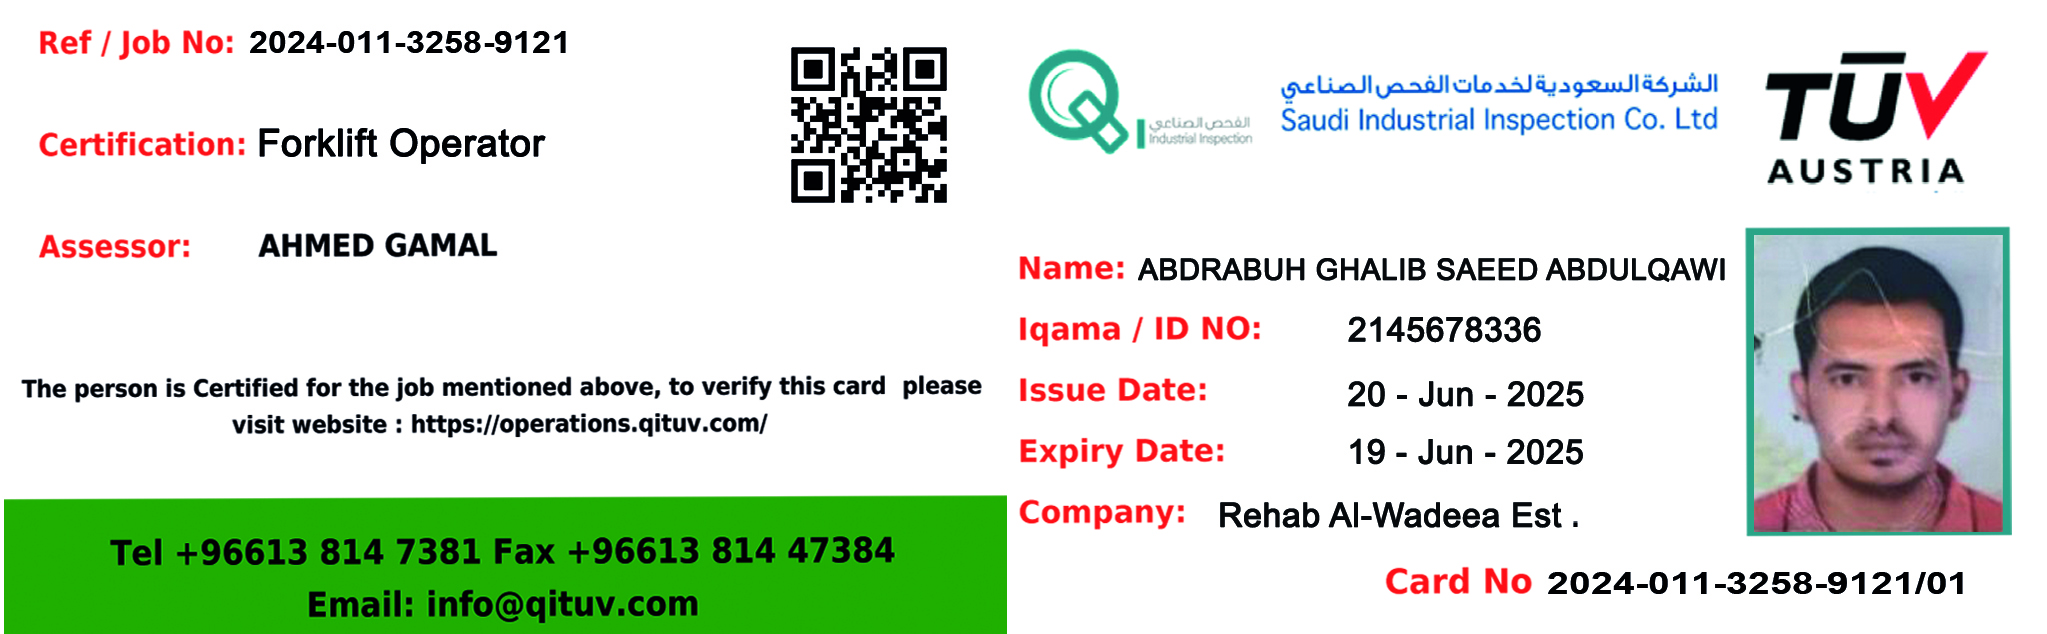 Ref / Job No: 2024-011-3258-9121
Certification: Forklift Operator
Assessor: AHMED GAMAL
The person is Certified for the job mentioned above, to verify this card please
visit website : https://operations.qituv.com/
Tel +96613 814 7381 Fax +96613 814 47384
Email: info@qituv.com
الفحص الصناعي
Industrial Inspection
الشركة السعودية لخدمات الفحص الصناعي
Saudi Industrial Inspection Co. Ltd
TÜV
AUSTRIA
Name: ABDRABUH GHALIB SAEED ABDULQAWI
Iqama / ID NO: 2145678336
Issue Date: 20 - Jun - 2025
Expiry Date: 19 - Jun - 2025
Company: Rehab Al-Wadeea Est .
Card No 2024-011-3258-9121/01